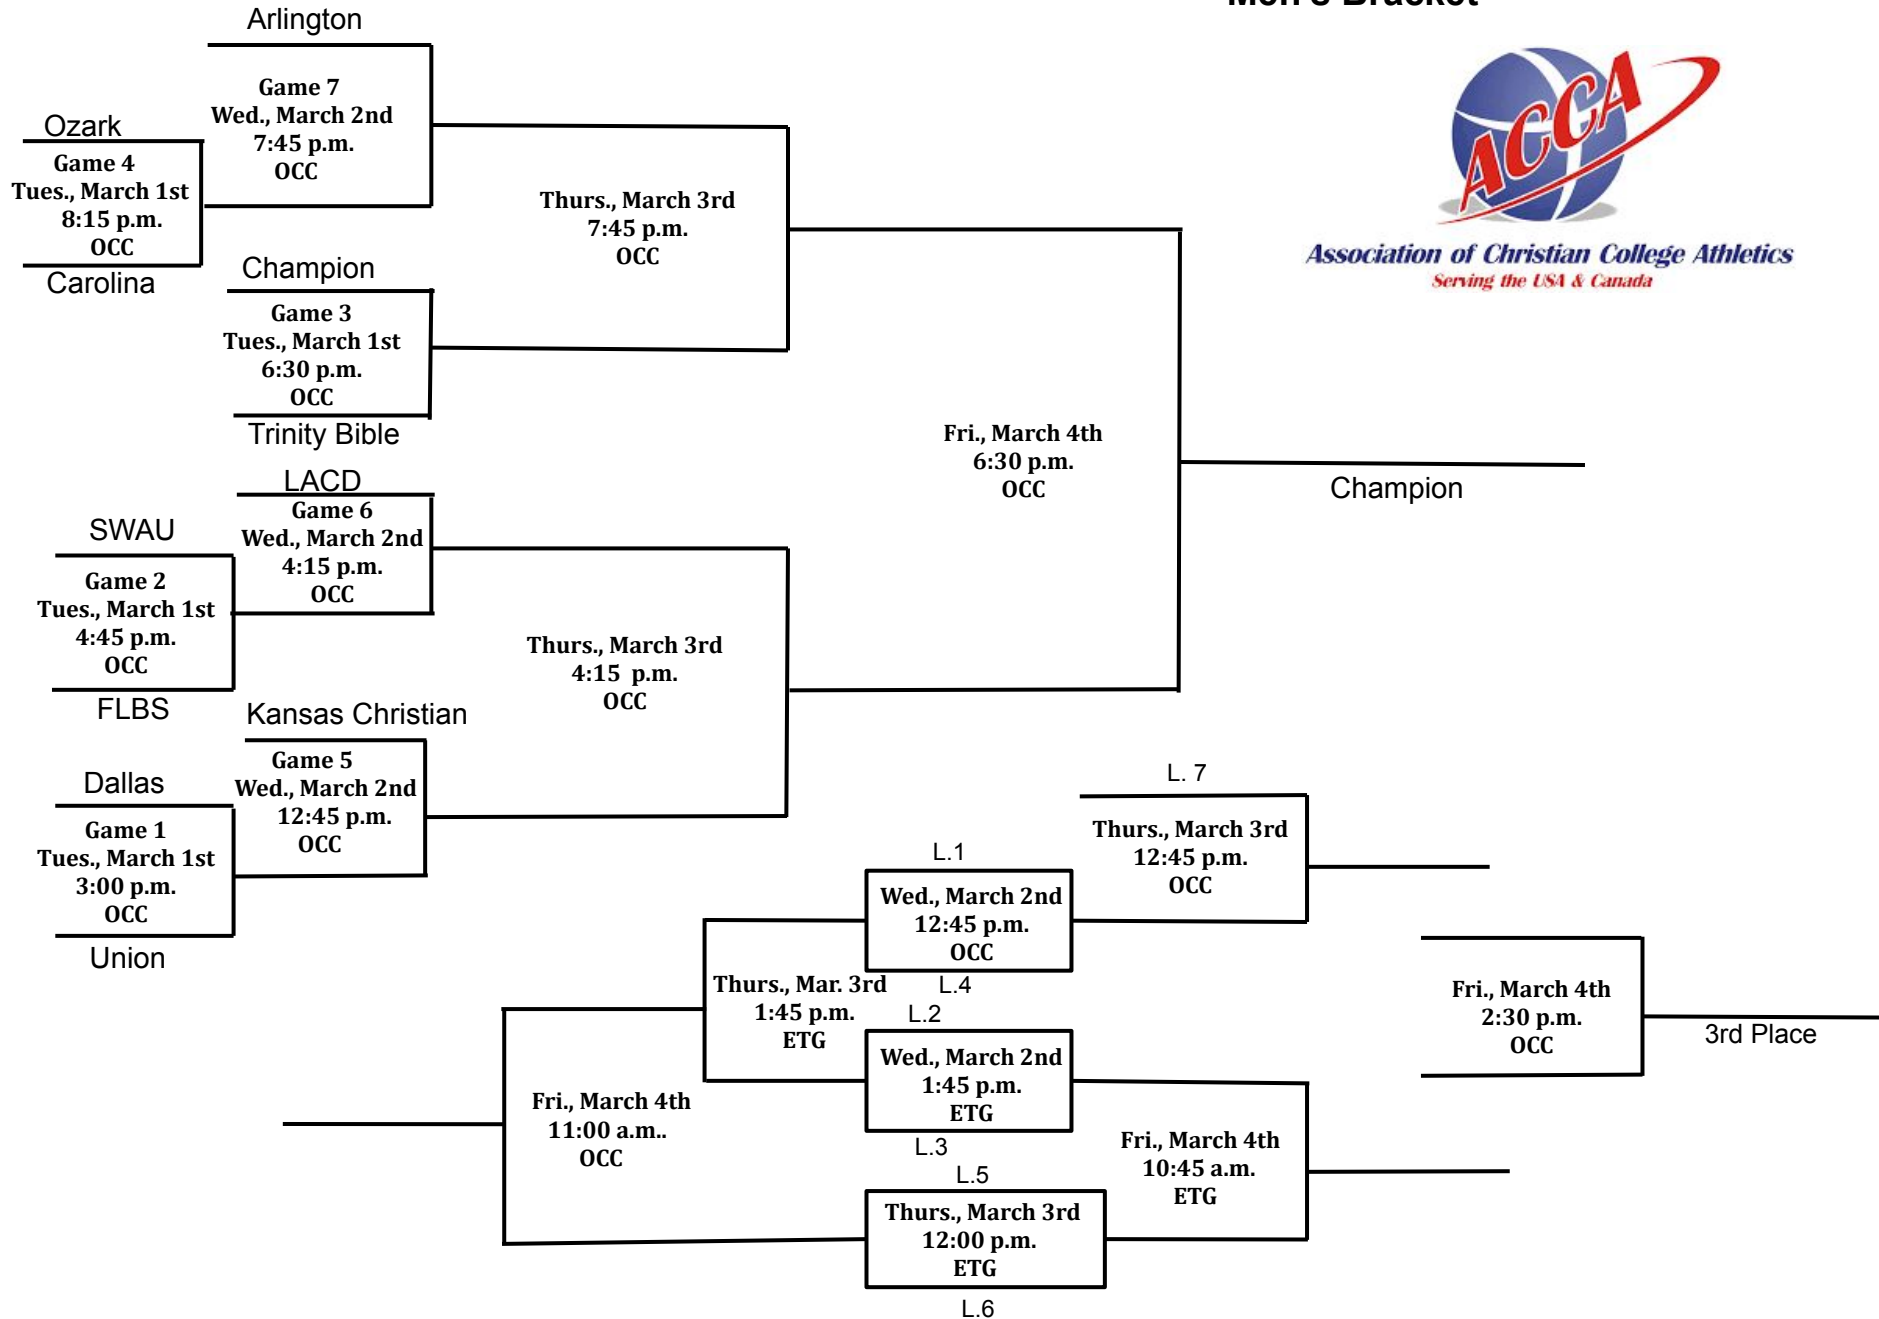 Men's Bracket
Arlington
Game 7
Wed., March 2nd
7:45 p.m.
OCC
Ozark
Game 4
Tues., March 1st
8:15 p.m.
OCC
Carolina
Champion
Game 3
Tues., March 1st
6:30 p.m.
OCC
Trinity Bible
Thurs., March 3rd
7:45 p.m.
OCC
ACCA
Association of Christian College Athletics
Serving the USA & Canada
LACD
Game 6
Wed., March 2nd
4:15 p.m.
OCC
SWAU
Game 2
Tues., March 1st
4:45 p.m.
OCC
FLBS
Kansas Christian
Game 5
Wed., March 2nd
12:45 p.m.
OCC
Dallas
Game 1
Tues., March 1st
3:00 p.m.
OCC
Union
Thurs., March 3rd
4:15 p.m.
OCC
Fri., March 4th
6:30 p.m.
OCC
Champion
L. 7
Thurs., March 3rd
12:45 p.m.
OCC
L.1
Wed., March 2nd
12:45 p.m.
OCC
L.4
Thurs., Mar. 3rd
1:45 p.m.
ETG
L.2
Wed., March 2nd
1:45 p.m.
ETG
L.3
Fri., March 4th
11:00 a.m..
OCC
L.5
Thurs., March 3rd
12:00 p.m.
ETG
L.6
Fri., March 4th
10:45 a.m.
ETG
Fri., March 4th
2:30 p.m.
OCC
3rd Place